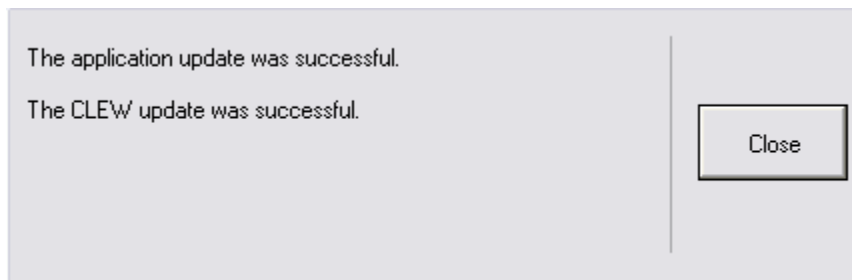 The application update was successful.
The CLEW update was successful.
Close